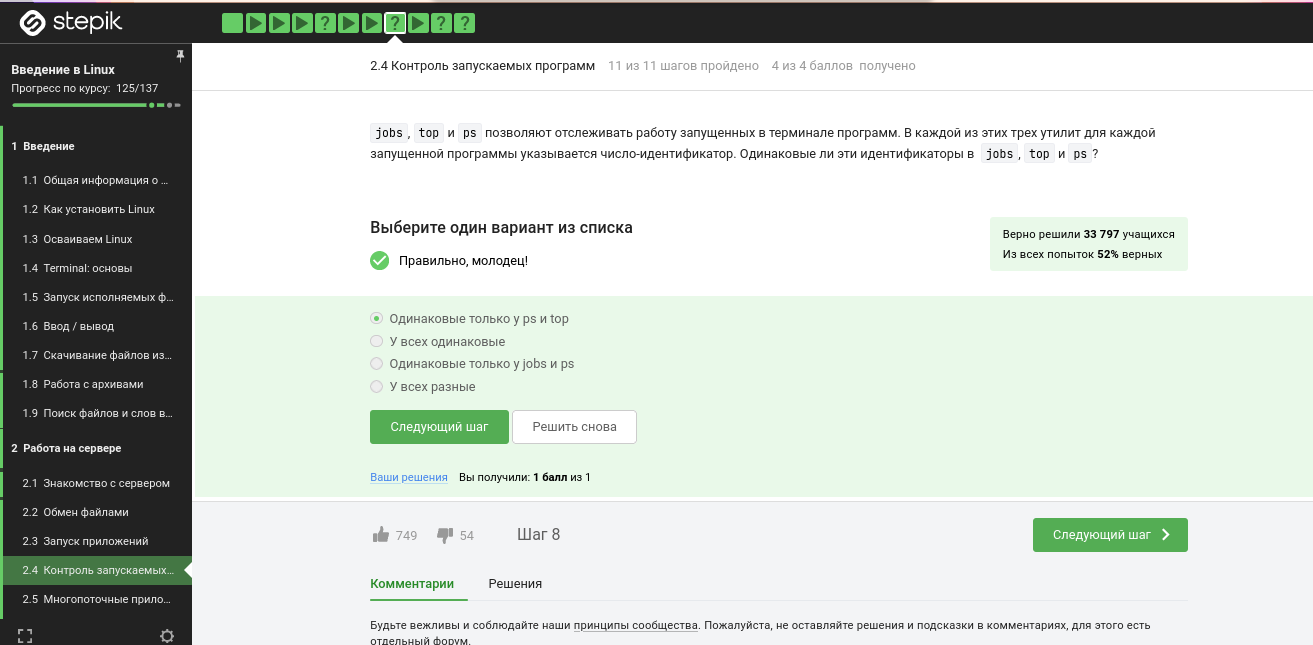 stepik
? ? ? ?
Введение в Linux
Прогресс по курсу: 125/137
1 Введение
1.1 Общая информация о ...
1.2 Как установить Linux
1.3 Осваиваем Linux
1.4 Terminal: основы
1.5 Запуск исполняемых ф...
1.6 Ввод / вывод
1.7 Скачивание файлов из...
1.8 Работа с архивами
1.9 Поиск файлов и слов в...
2 Работа на сервере
2.1 Знакомство с сервером
2.2 Обмен файлами
2.3 Запуск приложений
2.4 Контроль запускаемых...
2.5 Многопоточные прило...
2.4 Контроль запускаемых программ 11 из 11 шагов пройдено 4 из 4 баллов получено
jobs, top и ps позволяют отслеживать работу запущенных в терминале программ. В каждой из этих трех утилит для каждой
запущенной программы указывается число-идентификатор. Одинаковые ли эти идентификаторы в jobs, top и ps?
Выберите один вариант из списка
Правильно, молодец!
Верно решили 33 797 учащихся
Из всех попыток 52% верных
Одинаковые только у ps и top
У всех одинаковые
Одинаковые только у jobs и ps
У всех разные
Следующий шаг Решить снова
Ваши решения Вы получили: 1 балл из 1
749 54 Шаг 8 Следующий шаг
Комментарии Решения
Будьте вежливы и соблюдайте наши принципы сообщества. Пожалуйста, не оставляйте решения и подсказки в комментариях, для этого есть
отдельный форум.